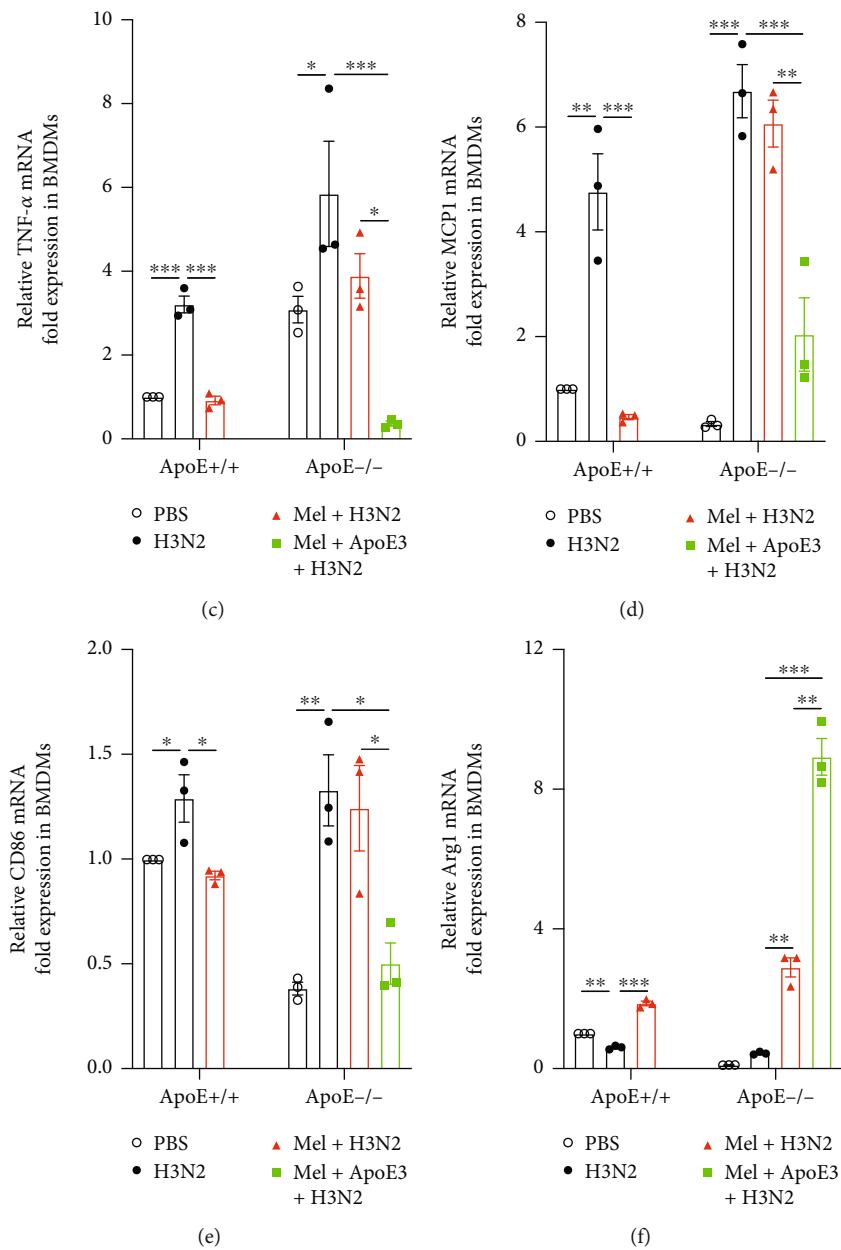 Relative TNF-α mRNA
fold expression in BMDMs
10
8
6
4
2
0
***
***
*
***
*
ApoE+/+
ApoE−/−
PBS
H3N2
Mel + H3N2
Mel + ApoE3
+ H3N2
(c)
Relative MCP1 mRNA
fold expression in BMDMs
8
6
4
2
0
**
***
***
***
**
ApoE+/+
ApoE−/−
PBS
H3N2
Mel + H3N2
Mel + ApoE3
+ H3N2
(d)
Relative CD86 mRNA
fold expression in BMDMs
2.0
1.5
1.0
0.5
0.0
*
*
**
*
*
ApoE+/+
ApoE−/−
PBS
H3N2
Mel + H3N2
Mel + ApoE3
+ H3N2
(e)
Relative Arg1 mRNA
fold expression in BMDMs
12
8
4
0
**
***
***
**
**
ApoE+/+
ApoE−/−
PBS
H3N2
Mel + H3N2
Mel + ApoE3
+ H3N2
(f)